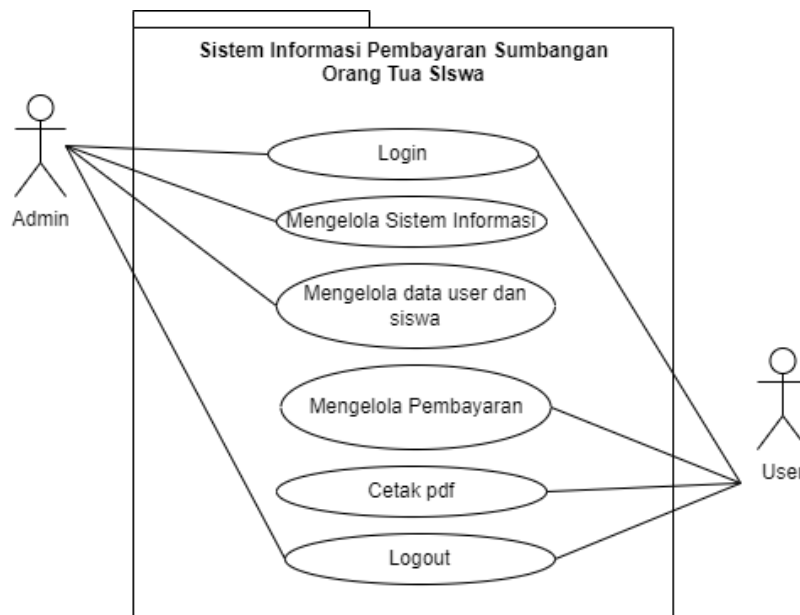 Sistem Informasi Pembayaran Sumbangan
Orang Tua SIswa
Login
Admin
Mengelola Sistem Informasi
Mengelola data user dan
siswa
Mengelola Pembayaran
User
Cetak pdf
Logout